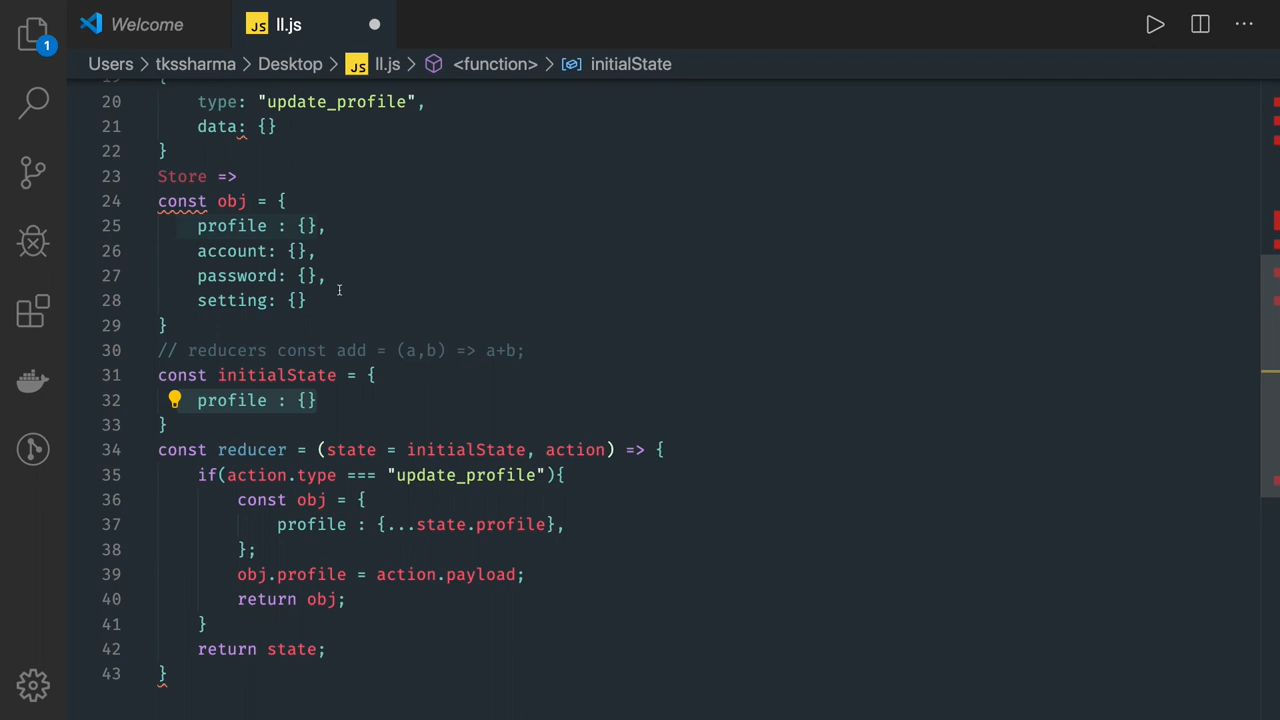 Welcome
JS ll.js
1
Users > tkssharma > Desktop > JS ll.js > <function> > initialState
19 {
20 type: "update_profile",
21 data: {}
22 }
23 Store =>
24 const obj = {
25 profile : {},
26 account: {},
27 password: {},
28 setting: {}
29 }
30 // reducers const add = (a,b) => a+b;
31 const initialState = {
32 profile : {}
33 }
34 const reducer = (state = initialState, action) => {
35 if(action.type === "update_profile"){
36 const obj = {
37 profile : {...state.profile},
38 };
39 obj.profile = action.payload;
40 return obj;
41 }
42 return state;
43 }